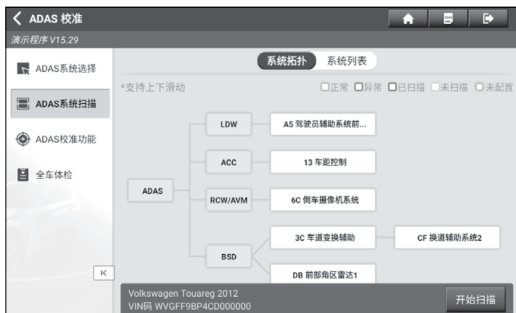 ADAS 校准
演示程序 V15.29
ADAS系统选择
ADAS系统扫描
ADAS校准功能
全车体检
系统拓扑 系统列表
*支持上下滑动
正常 异常 已扫描 未扫描 未配置
LDW A5 驾驶员辅助系统前...
ACC 13 车距控制
ADAS
RCW/AVM 6C 倒车摄像机系统
3C 车道变换辅助 CF 换道辅助系统2
BSD
DB 前部角区雷达1
Volkswagen Touareg 2012
VIN码 WVGFF9BP4CD000000
开始扫描